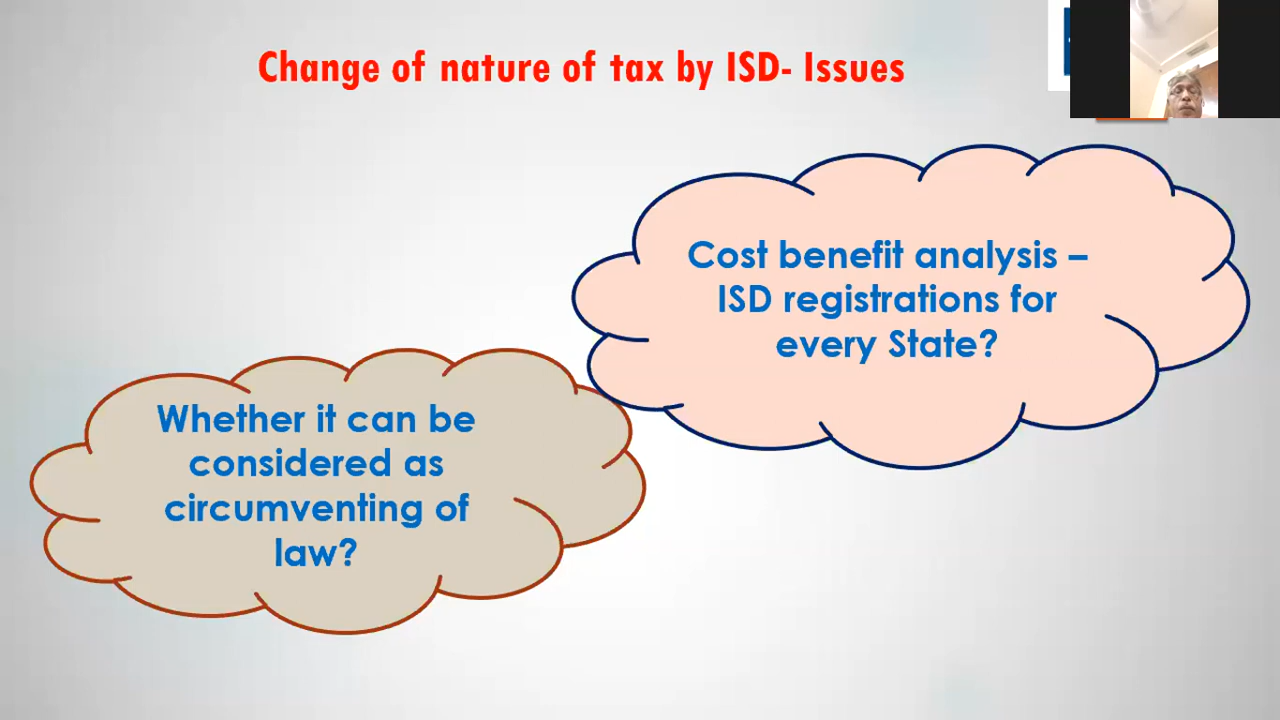 Change of nature of tax by ISD- Issues
Cost benefit analysis –
ISD registrations for
every State?
Whether it can be
considered as
circumventing of
law?